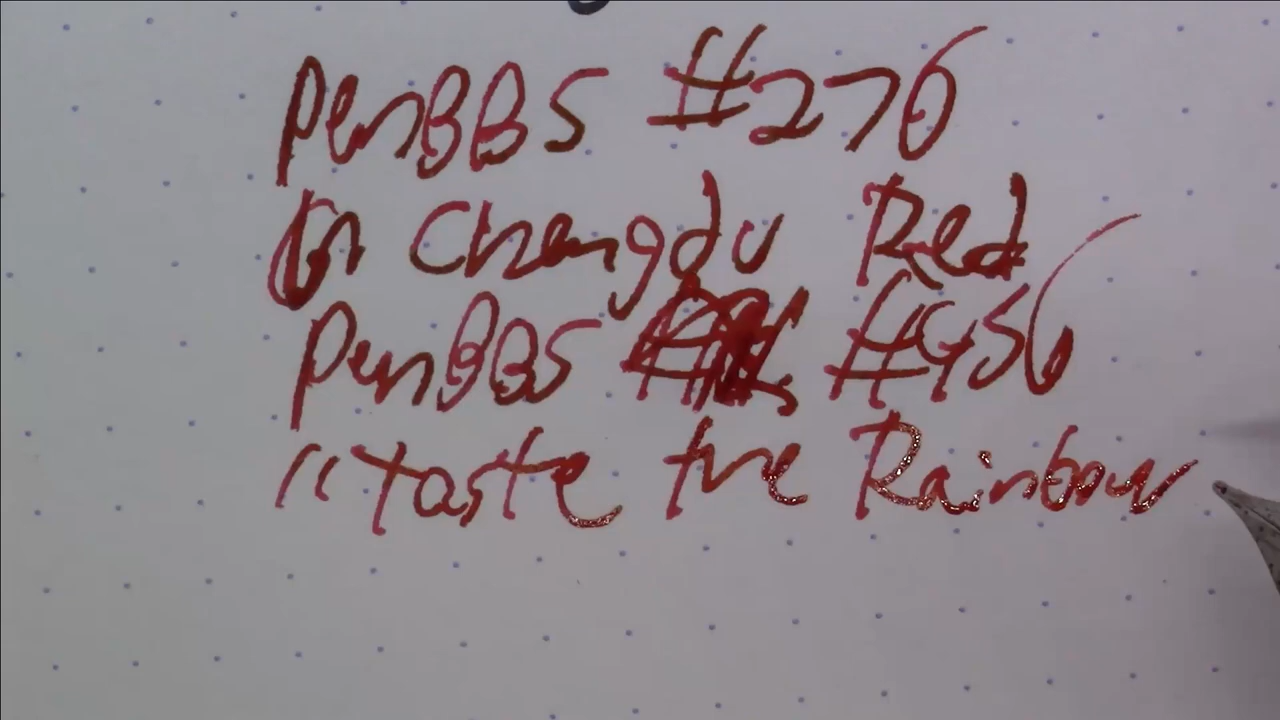 PenBBS #276
Chengdu Red
PenBBS #456
"Taste the Rainbow